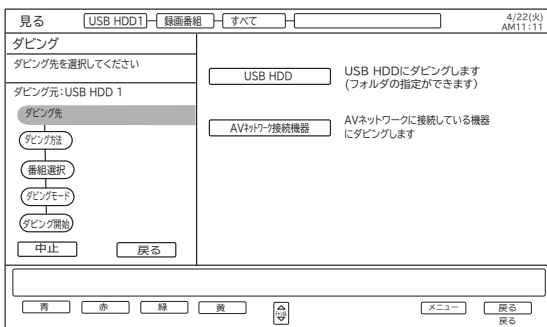 見る
USB HDD1
録画番組
すべて
4/22(火)
AM11:11
ダビング
ダビング先を選択してください
ダビング元:USB HDD 1
ダビング先
ダビング方法
番組選択
ダビングモード
ダビング開始
中止
戻る
USB HDD
USB HDDにダビングします
(フォルダの指定ができます)
AVネットワーク接続機器
AVネットワークに接続している機器
にダビングします
青
赤
緑
黄
メニュー
戻る
戻る